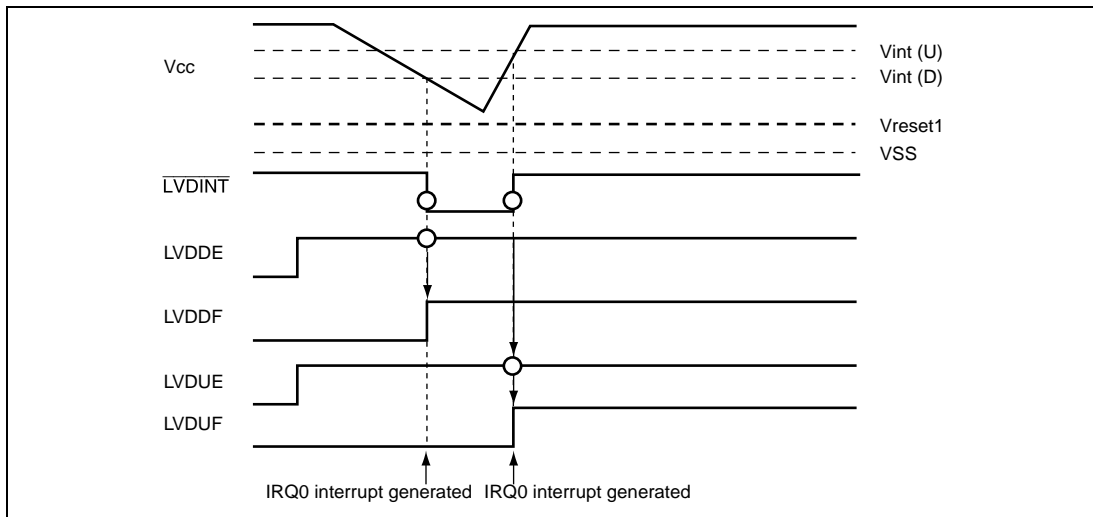 Vint (U)
Vcc
Vint (D)
Vreset1
VSS
LVDINT
LVDDE
LVDDF
LVDUE
LVDUF
IRQ0 interrupt generated IRQ0 interrupt generated